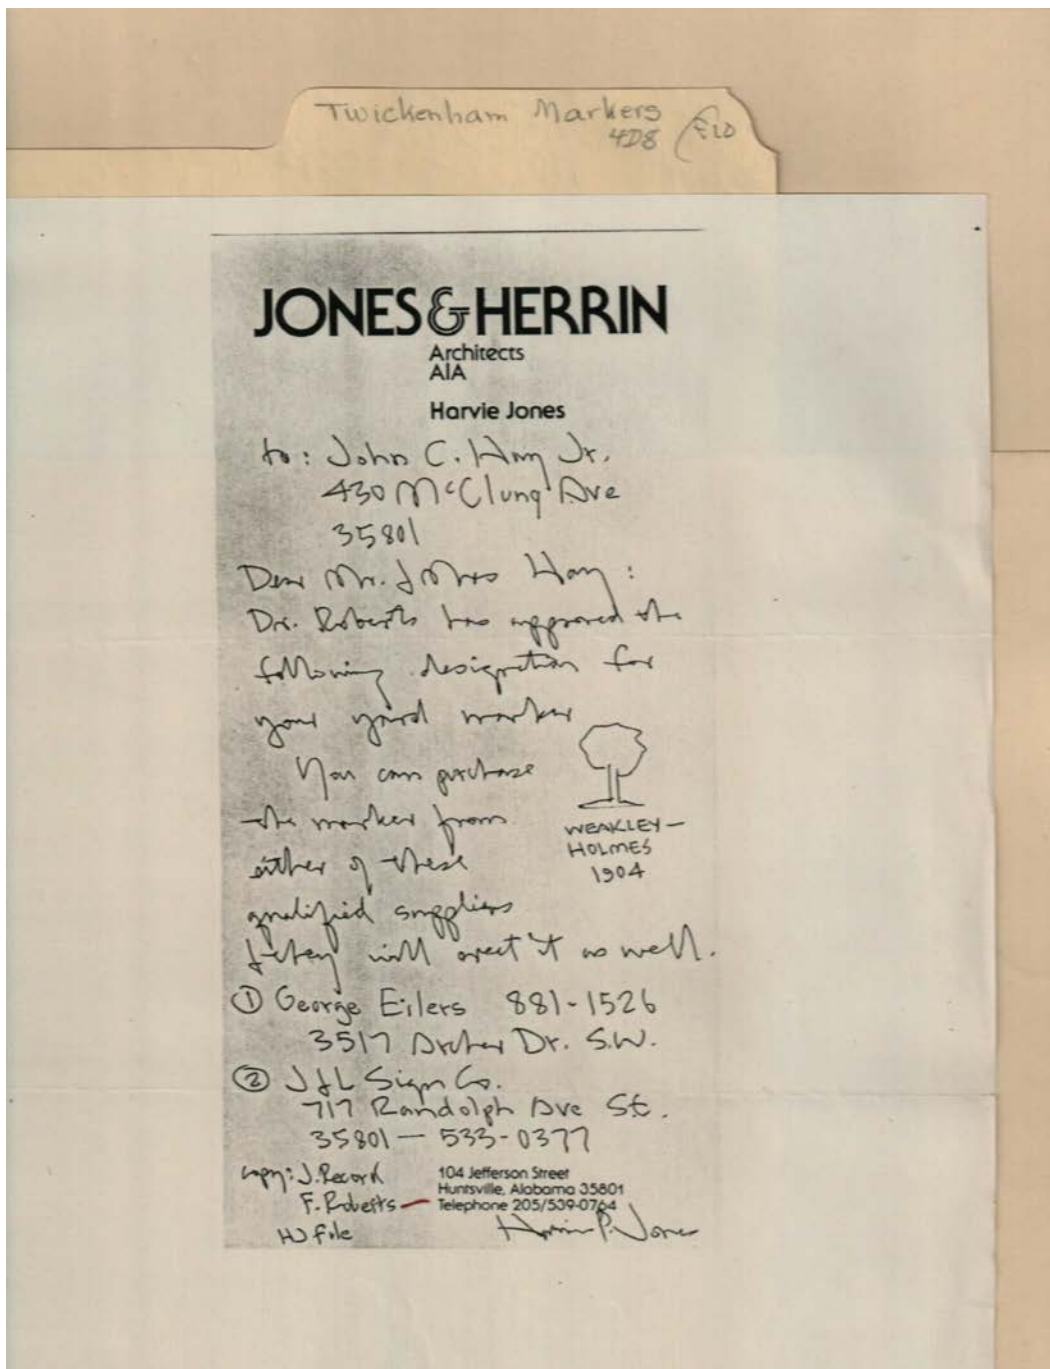 Twickenham Markers
4D8
JONES & HERRIN
Architects
AIA
Harvie Jones
to: John C. Hay Jr.
430 McClung Ave
35801
Dear Mr. & Mrs Hay:
Dr. Roberts has approved the
following designation for
your yard marker
You can purchase
the marker from
either of these
qualified suppliers
& they will erect it as well.
WEAKLEY-
HOLMES
1904
① George Eilers 881-1526
3517 Archer Dr. S.W.
② J&L Sign Co.
717 Randolph Ave S.E.
35801 - 533-0377
copy: J. Record
F. Roberts
HJ file
104 Jefferson Street
Huntsville, Alabama 35801
Telephone 205/539-0764
Harvie P. Jones